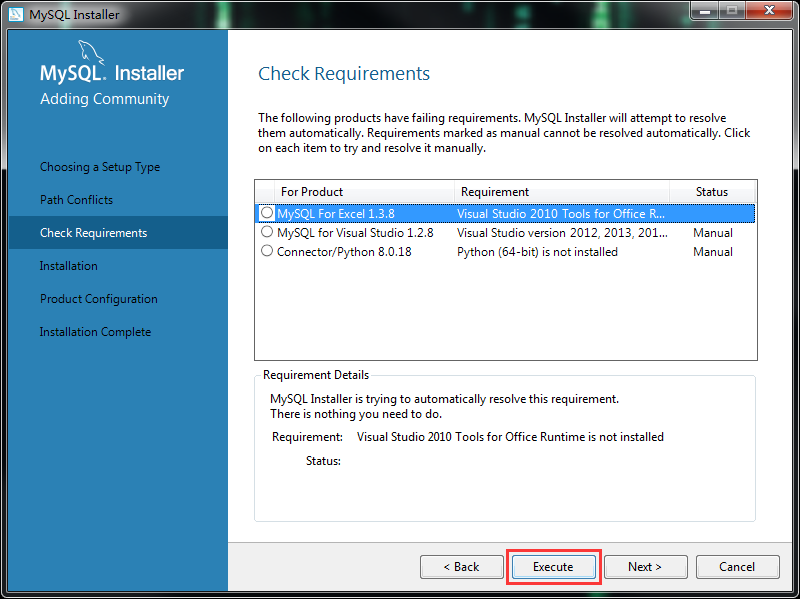 MySQL Installer
MySQL. Installer
Adding Community
Choosing a Setup Type
Path Conflicts
Check Requirements
Installation
Product Configuration
Installation Complete
Check Requirements
The following products have failing requirements. MySQL Installer will attempt to resolve
them automatically. Requirements marked as manual cannot be resolved automatically. Click
on each item to try and resolve it manually.
For Product Requirement Status
MySQL For Excel 1.3.8 Visual Studio 2010 Tools for Office R...
MySQL for Visual Studio 1.2.8 Visual Studio version 2012, 2013, 201... Manual
Connector/Python 8.0.18 Python (64-bit) is not installed Manual
Requirement Details
MySQL Installer is trying to automatically resolve this requirement.
There is nothing you need to do.
Requirement: Visual Studio 2010 Tools for Office Runtime is not installed
Status:
< Back Execute Next > Cancel